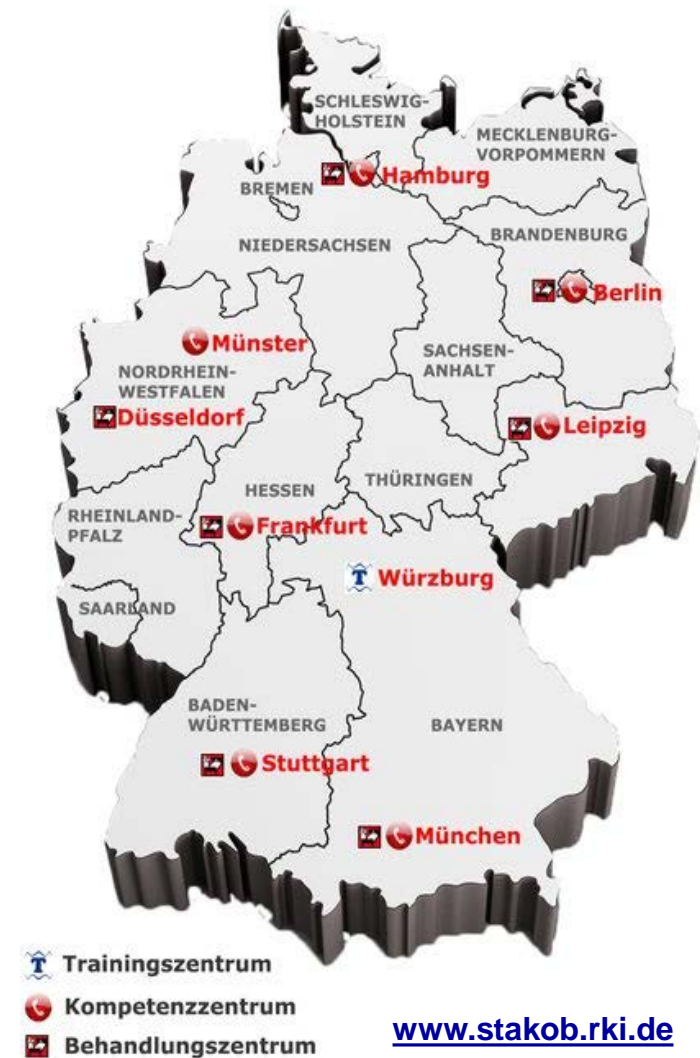 SCHLESWIG-
HOLSTEIN
MECKLENBURG-
VORPOMMERN
Hamburg
BREMEN
NIEDERSACHSEN
BRANDENBURG
Berlin
Münster
SACHSEN-
ANHALT
NORDRHEIN-
WESTFALEN
Düsseldorf
Leipzig
HESSEN
THÜRINGEN
RHEINLAND-
PFALZ
Frankfurt
T Würzburg
SAARLAND
BADEN-
WÜRTTEMBERG
BAYERN
Stuttgart
München
T Trainingszentrum
Kompetenzzentrum
Behandlungszentrum
www.stakob.rki.de